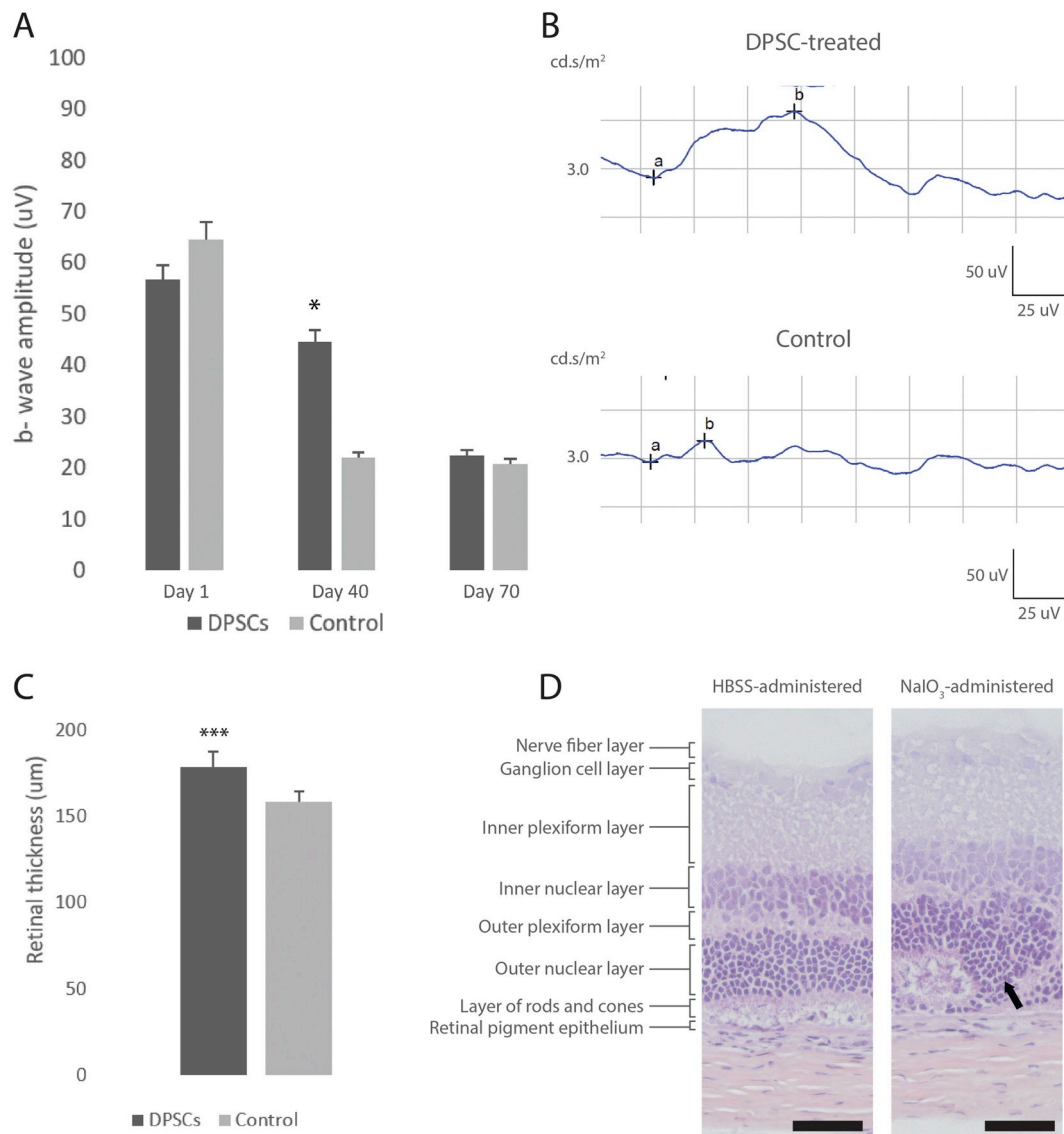 A
100
90
80
70
60
50
40
30
20
10
0
b- wave amplitude (uV)
*
Day 1
Day 40
Day 70
DPSCs
Control
B
DPSC-treated
cd.s/m²
3.0
a
b
50 uV
25 uV
Control
cd.s/m²
3.0
a
b
50 uV
25 uV
C
200
150
100
50
0
Retinal thickness (um)
***
DPSCs
Control
D
HBSS-administered
NaIO₃-administered
Nerve fiber layer
Ganglion cell layer
Inner plexiform layer
Inner nuclear layer
Outer plexiform layer
Outer nuclear layer
Layer of rods and cones
Retinal pigment epithelium